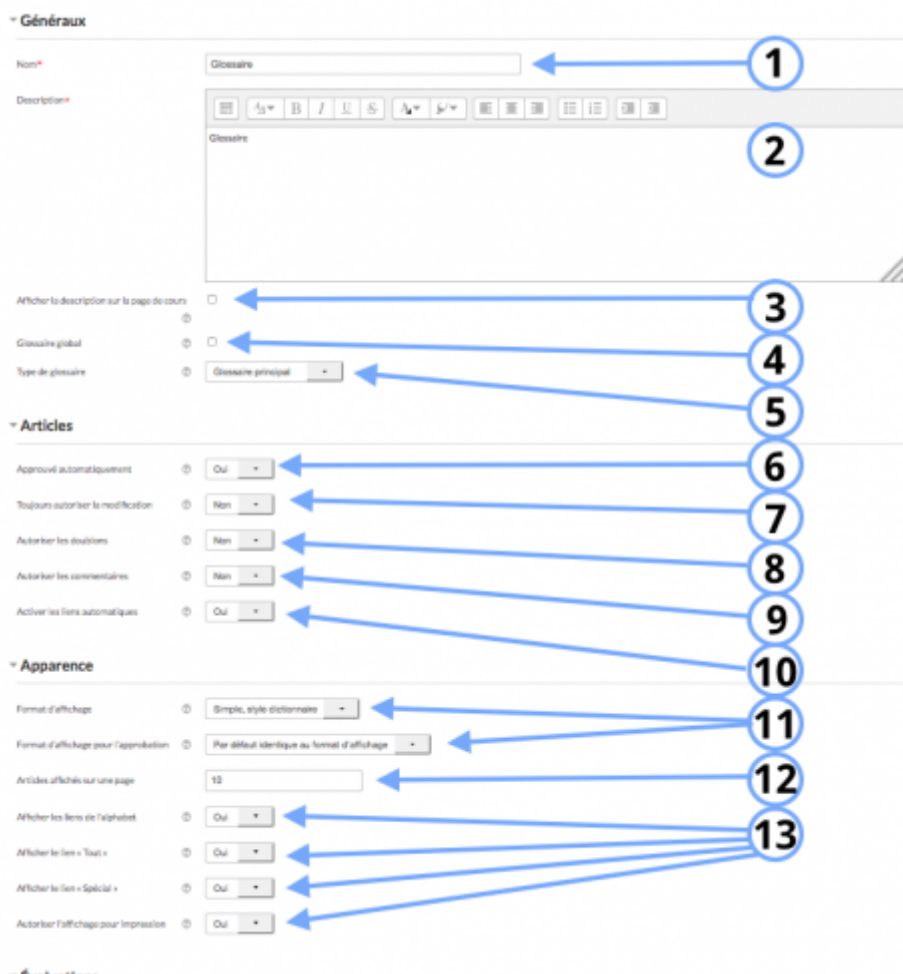 Généraux
Nom* Glossaire 1
Description*
Glossaire 2
Afficher la description sur la page de cours 3
Glossaire global 4
Type de glossaire Glossaire principal 5
Articles
Approuvé automatiquement Oui 6
Toujours autoriser la modification Non 7
Autoriser les doublons Non 8
Autoriser les commentaires Non 9
Activer les liens automatiques Oui 10
Apparence
Format d'affichage Simple, style dictionnaire 11
Format d'affichage pour l'approbation Par défaut identique au format d'affichage
Articles affichés sur une page 10 12
Afficher les liens de l'alphabet Oui 13
Afficher le lien « Tout » Oui
Afficher le lien « Spécial » Oui
Autoriser l'affichage pour impression Oui